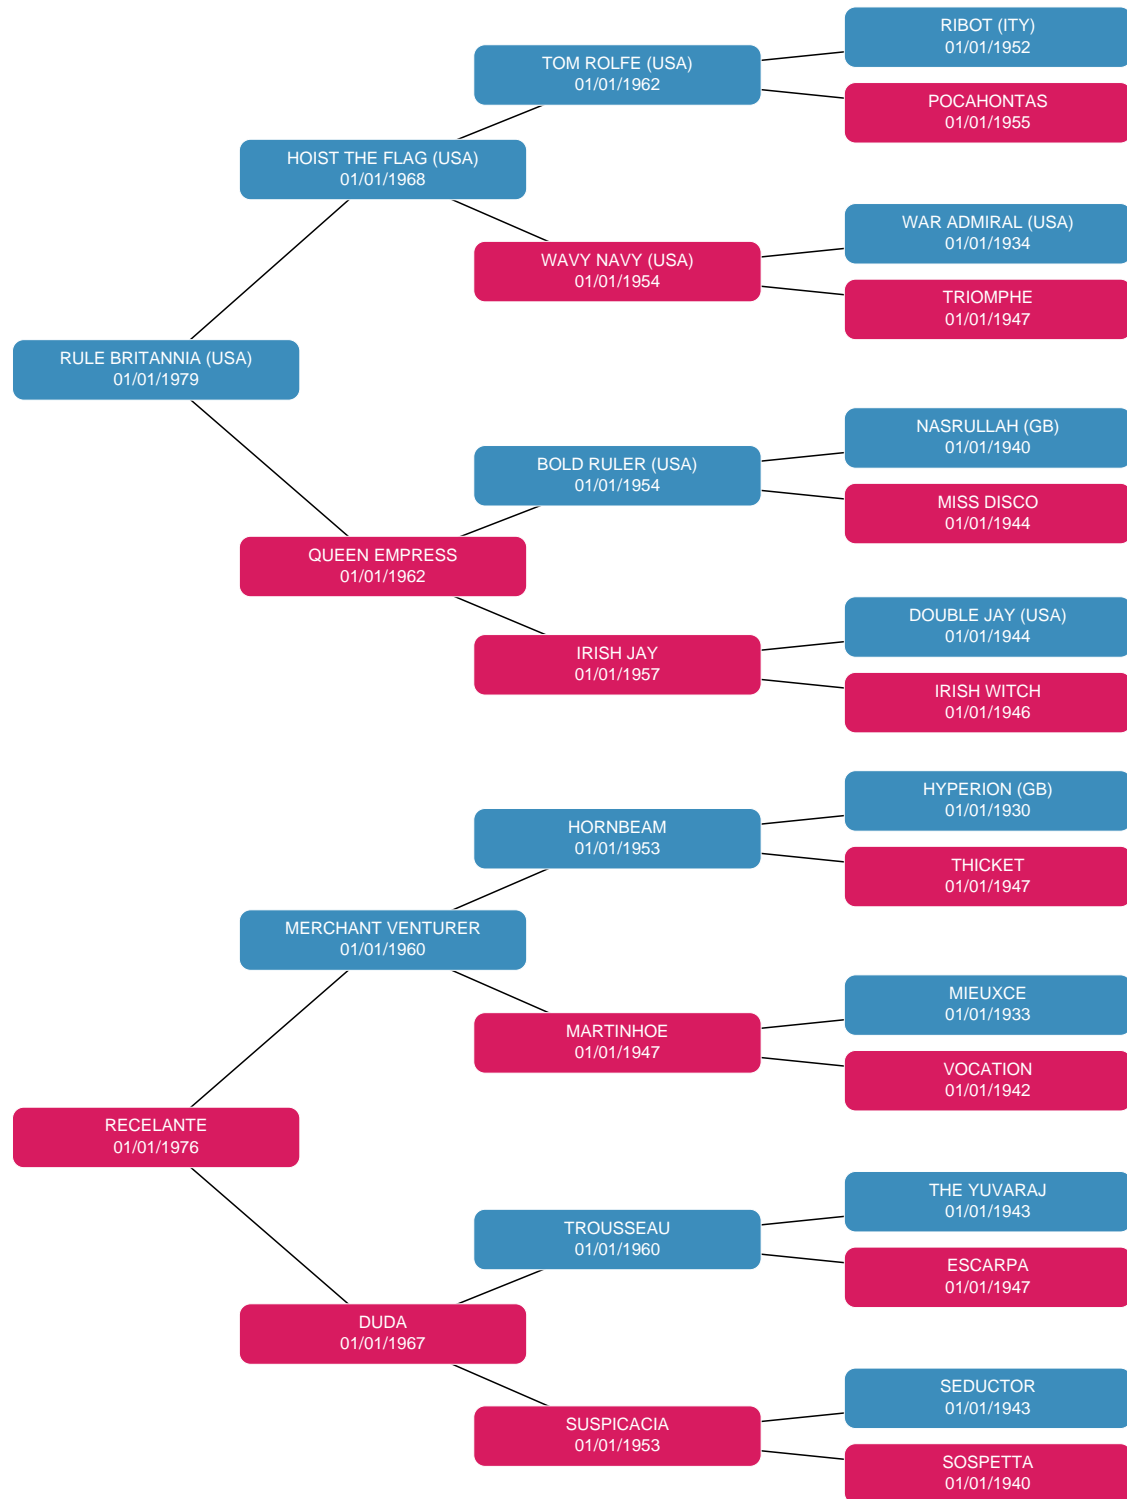 RIBOT (ITY)
01/01/1952
TOM ROLFE (USA)
01/01/1962
POCAHONTAS
01/01/1955
HOIST THE FLAG (USA)
01/01/1968
WAR ADMIRAL (USA)
01/01/1934
WAVY NAVY (USA)
01/01/1954
TRIOMPHE
01/01/1947
RULE BRITANNIA (USA)
01/01/1979
NASRULLAH (GB)
01/01/1940
BOLD RULER (USA)
01/01/1954
MISS DISCO
01/01/1944
QUEEN EMPRESS
01/01/1962
DOUBLE JAY (USA)
01/01/1944
IRISH JAY
01/01/1957
IRISH WITCH
01/01/1946
HYPERION (GB)
01/01/1930
HORNBEAM
01/01/1953
THICKET
01/01/1947
MERCHANT VENTURER
01/01/1960
MIEUXCE
01/01/1933
MARTINHOE
01/01/1947
VOCATION
01/01/1942
RECELANTE
01/01/1976
THE YUVARAJ
01/01/1943
TROUSSEAU
01/01/1960
ESCARPA
01/01/1947
DUDA
01/01/1967
SEDUCTOR
01/01/1943
SUSPICACIA
01/01/1953
SOSPETTA
01/01/1940